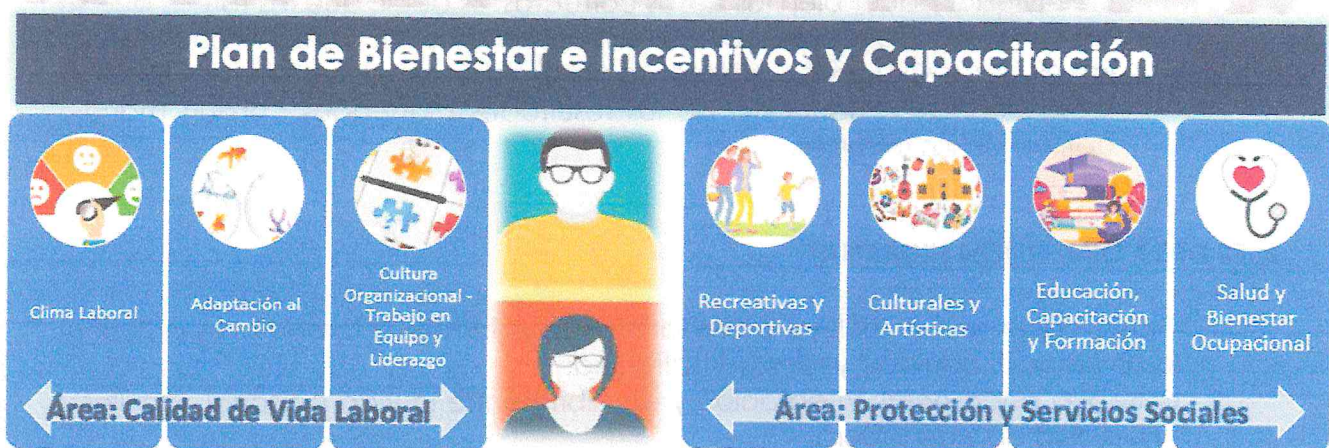 Plan de Bienestar e Incentivos y Capacitación
Clima Laboral
Adaptación al
Cambio
Cultura
Organizacional -
Trabajo en
Equipo y
Liderazgo
Recreativas y
Deportivas
Culturales y
Artísticas
Educación,
Capacitación
y Formación
Salud y
Bienestar
Ocupacional
Área: Calidad de Vida Laboral
Área: Protección y Servicios Sociales